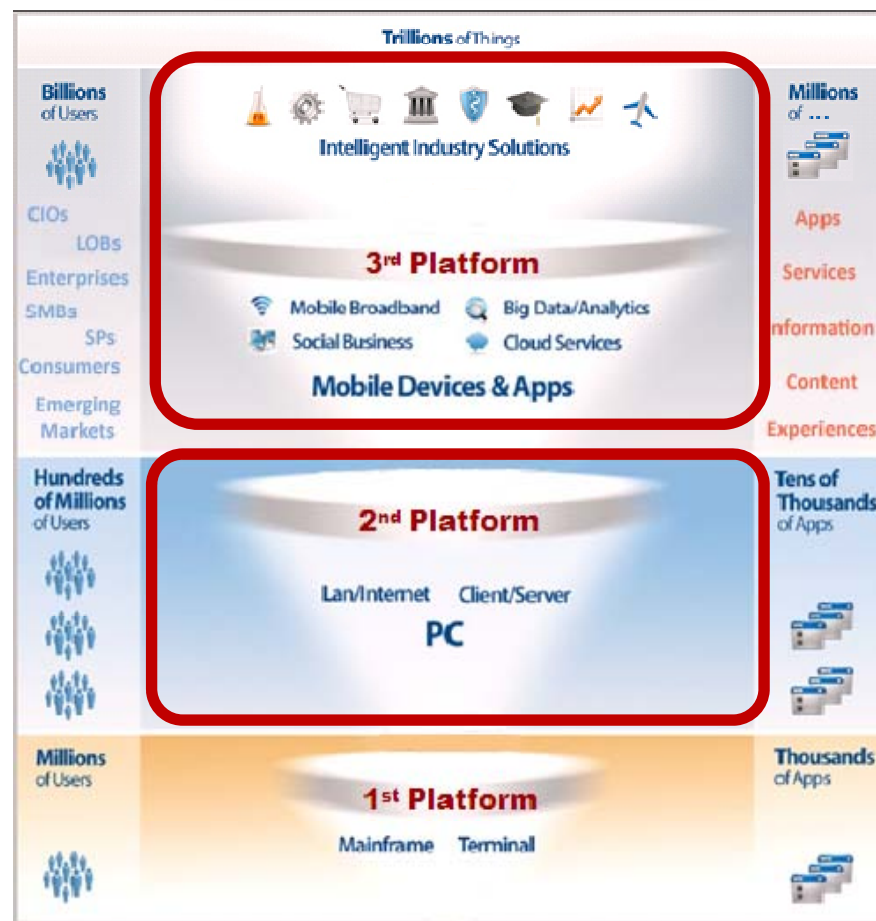 Trillions of Things
Billions
of Users
CIOs
LOBs
Enterprises
SMBs
SPs
Consumers
Emerging
Markets
Intelligent Industry Solutions
3rd Platform
Mobile Broadband
Big Data/Analytics
Social Business
Cloud Services
Mobile Devices & Apps
Millions
of ...
Apps
Services
nformation
Content
Experiences
Hundreds
of Millions
of Users
2nd Platform
Lan/Internet Client/Server
PC
Tens of
Thousands
of Apps
Millions
of Users
1st Platform
Mainframe Terminal
Thousands
of Apps